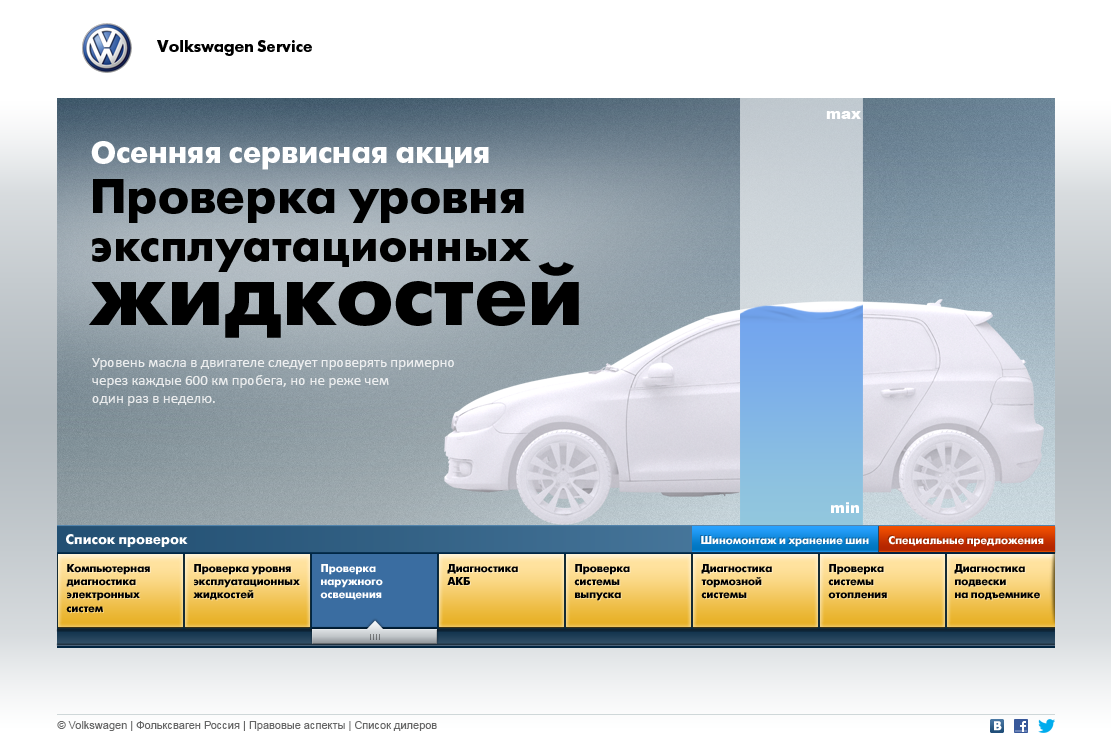 Volkswagen Service
max
Осенняя сервисная акция
Проверка уровня
эксплуатационных
жидкостей
Уровень масла в двигателе следует проверять примерно
через каждые 600 км пробега, но не реже чем
один раз в неделю.
min
Список проверок
Шиномонтаж и хранение шин
Специальные предложения
Компьютерная
диагностика
электронных
систем
Проверка уровня
эксплуатационных
жидкостей
Проверка
наружного
освещения
Диагностика
АКБ
Проверка
системы
выпуска
Диагностика
тормозной
системы
Проверка
системы
отопления
Диагностика
подвески
на подъемнике
© Volkswagen | Фольксваген Россия | Правовые аспекты | Список дилеров